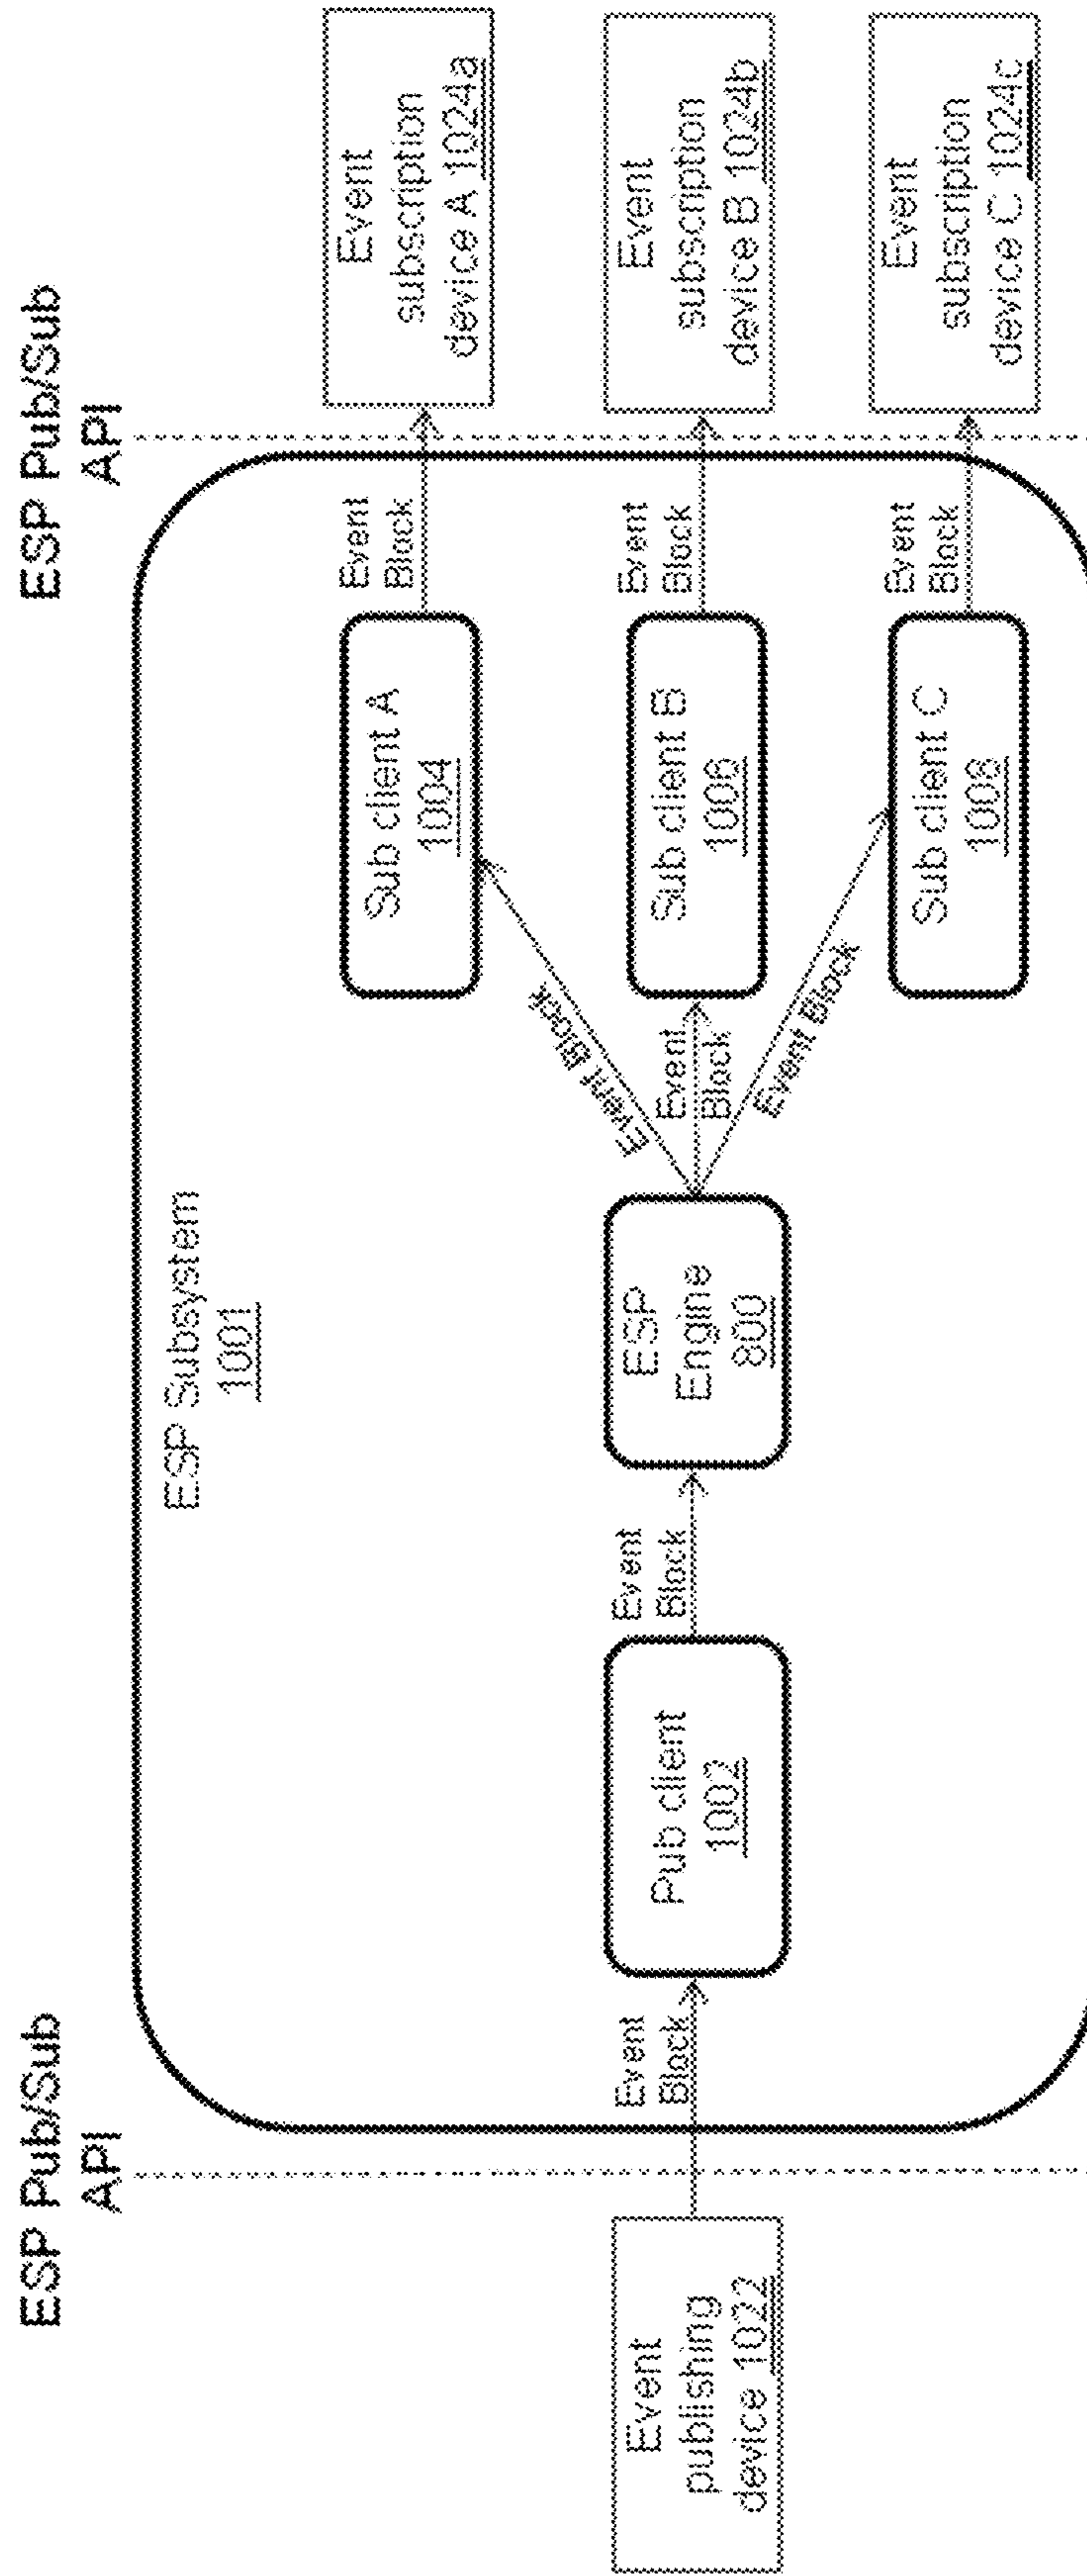 ESP Pub/Sub
API
ESP Pub/Sub
API
ESP Subsystem
1001
Event
publishing
device 1022
Event
Block
Pub client
1002
Event
Block
ESP
Engine
800
Event Block
Event
Block
Event Block
Sub client A
1004
Sub client B
1006
Sub client C
1008
Event
Block
Event
Block
Event
Block
Event
subscription
device A 1024a
Event
subscription
device B 1024b
Event
subscription
device C 1024c